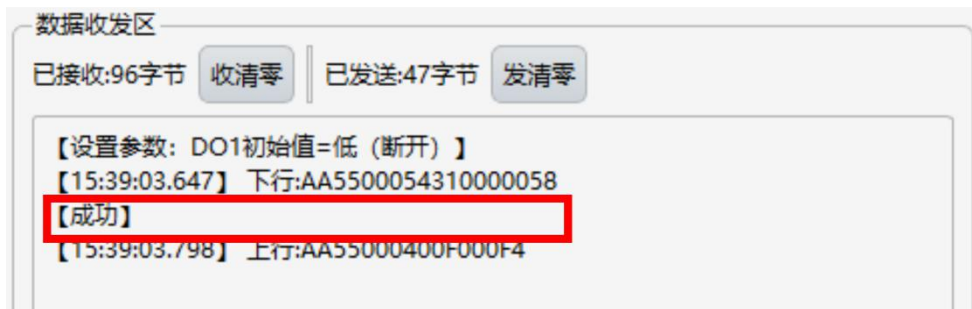 数据收发区
已接收:96字节 收清零 已发送:47字节 发清零
【设置参数：DO1初始值=低（断开）】
【15:39:03.647】 下行:AA5500054310000058
【成功】
【15:39:03.798】 上行:AA55000400F000F4